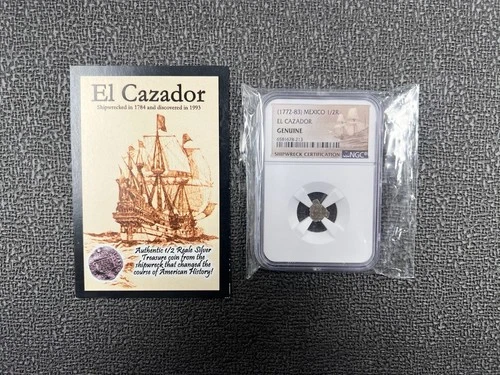 El Cazador
Shipwrecked in 1784 and discovered in 1993
Authentic 1/2 Reale Silver
Treasure coin from the
shipwreck that changed the
course of American History!
(1772-83) MEXICO 1/2R
EL CAZADOR
GENUINE
SHIPWRECK CERTIFICATION
NGC